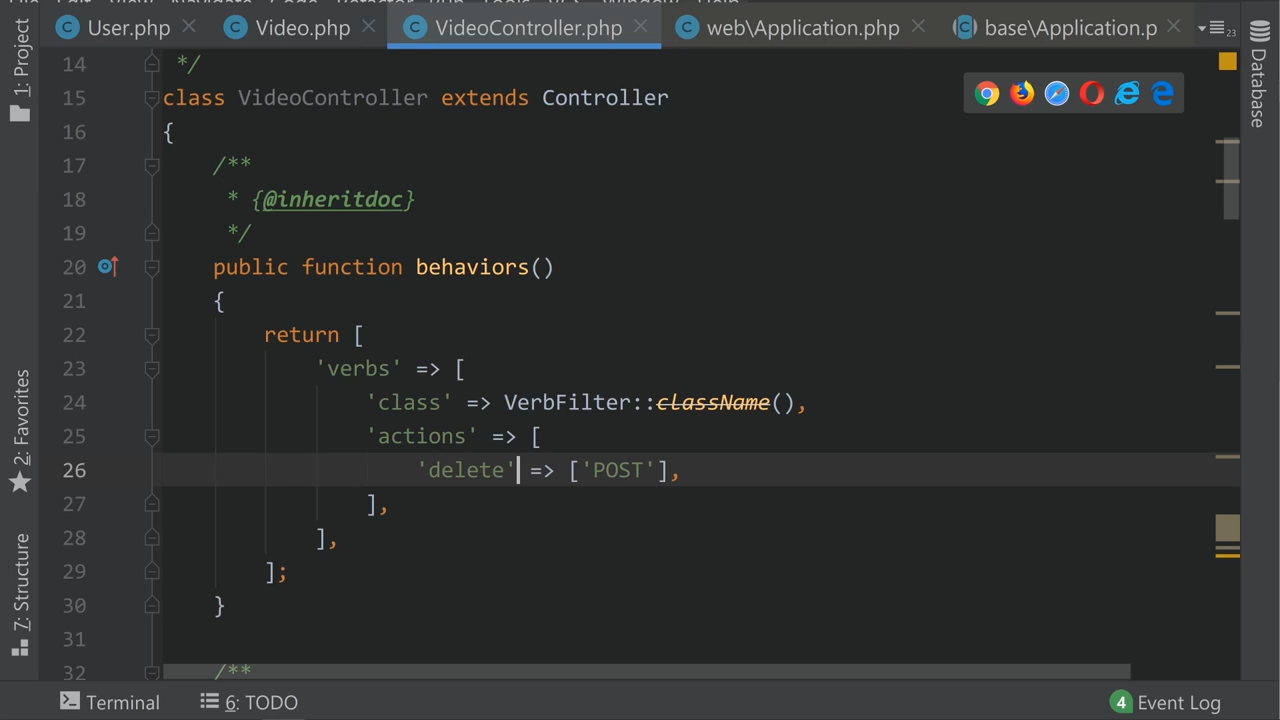 User.php
Video.php
VideoController.php
web\Application.php
base\Application.p
23
1: Project
2: Favorites
7: Structure
Database
14 */
15 class VideoController extends Controller
16 {
17 /**
18 * {@inheritdoc}
19 */
20 public function behaviors()
21 {
22 return [
23 'verbs' => [
24 'class' => VerbFilter::className(),
25 'actions' => [
26 'delete' => ['POST'],
27 ],
28 ],
29 ];
30 }
31
32 /**
Terminal
6: TODO
4 Event Log